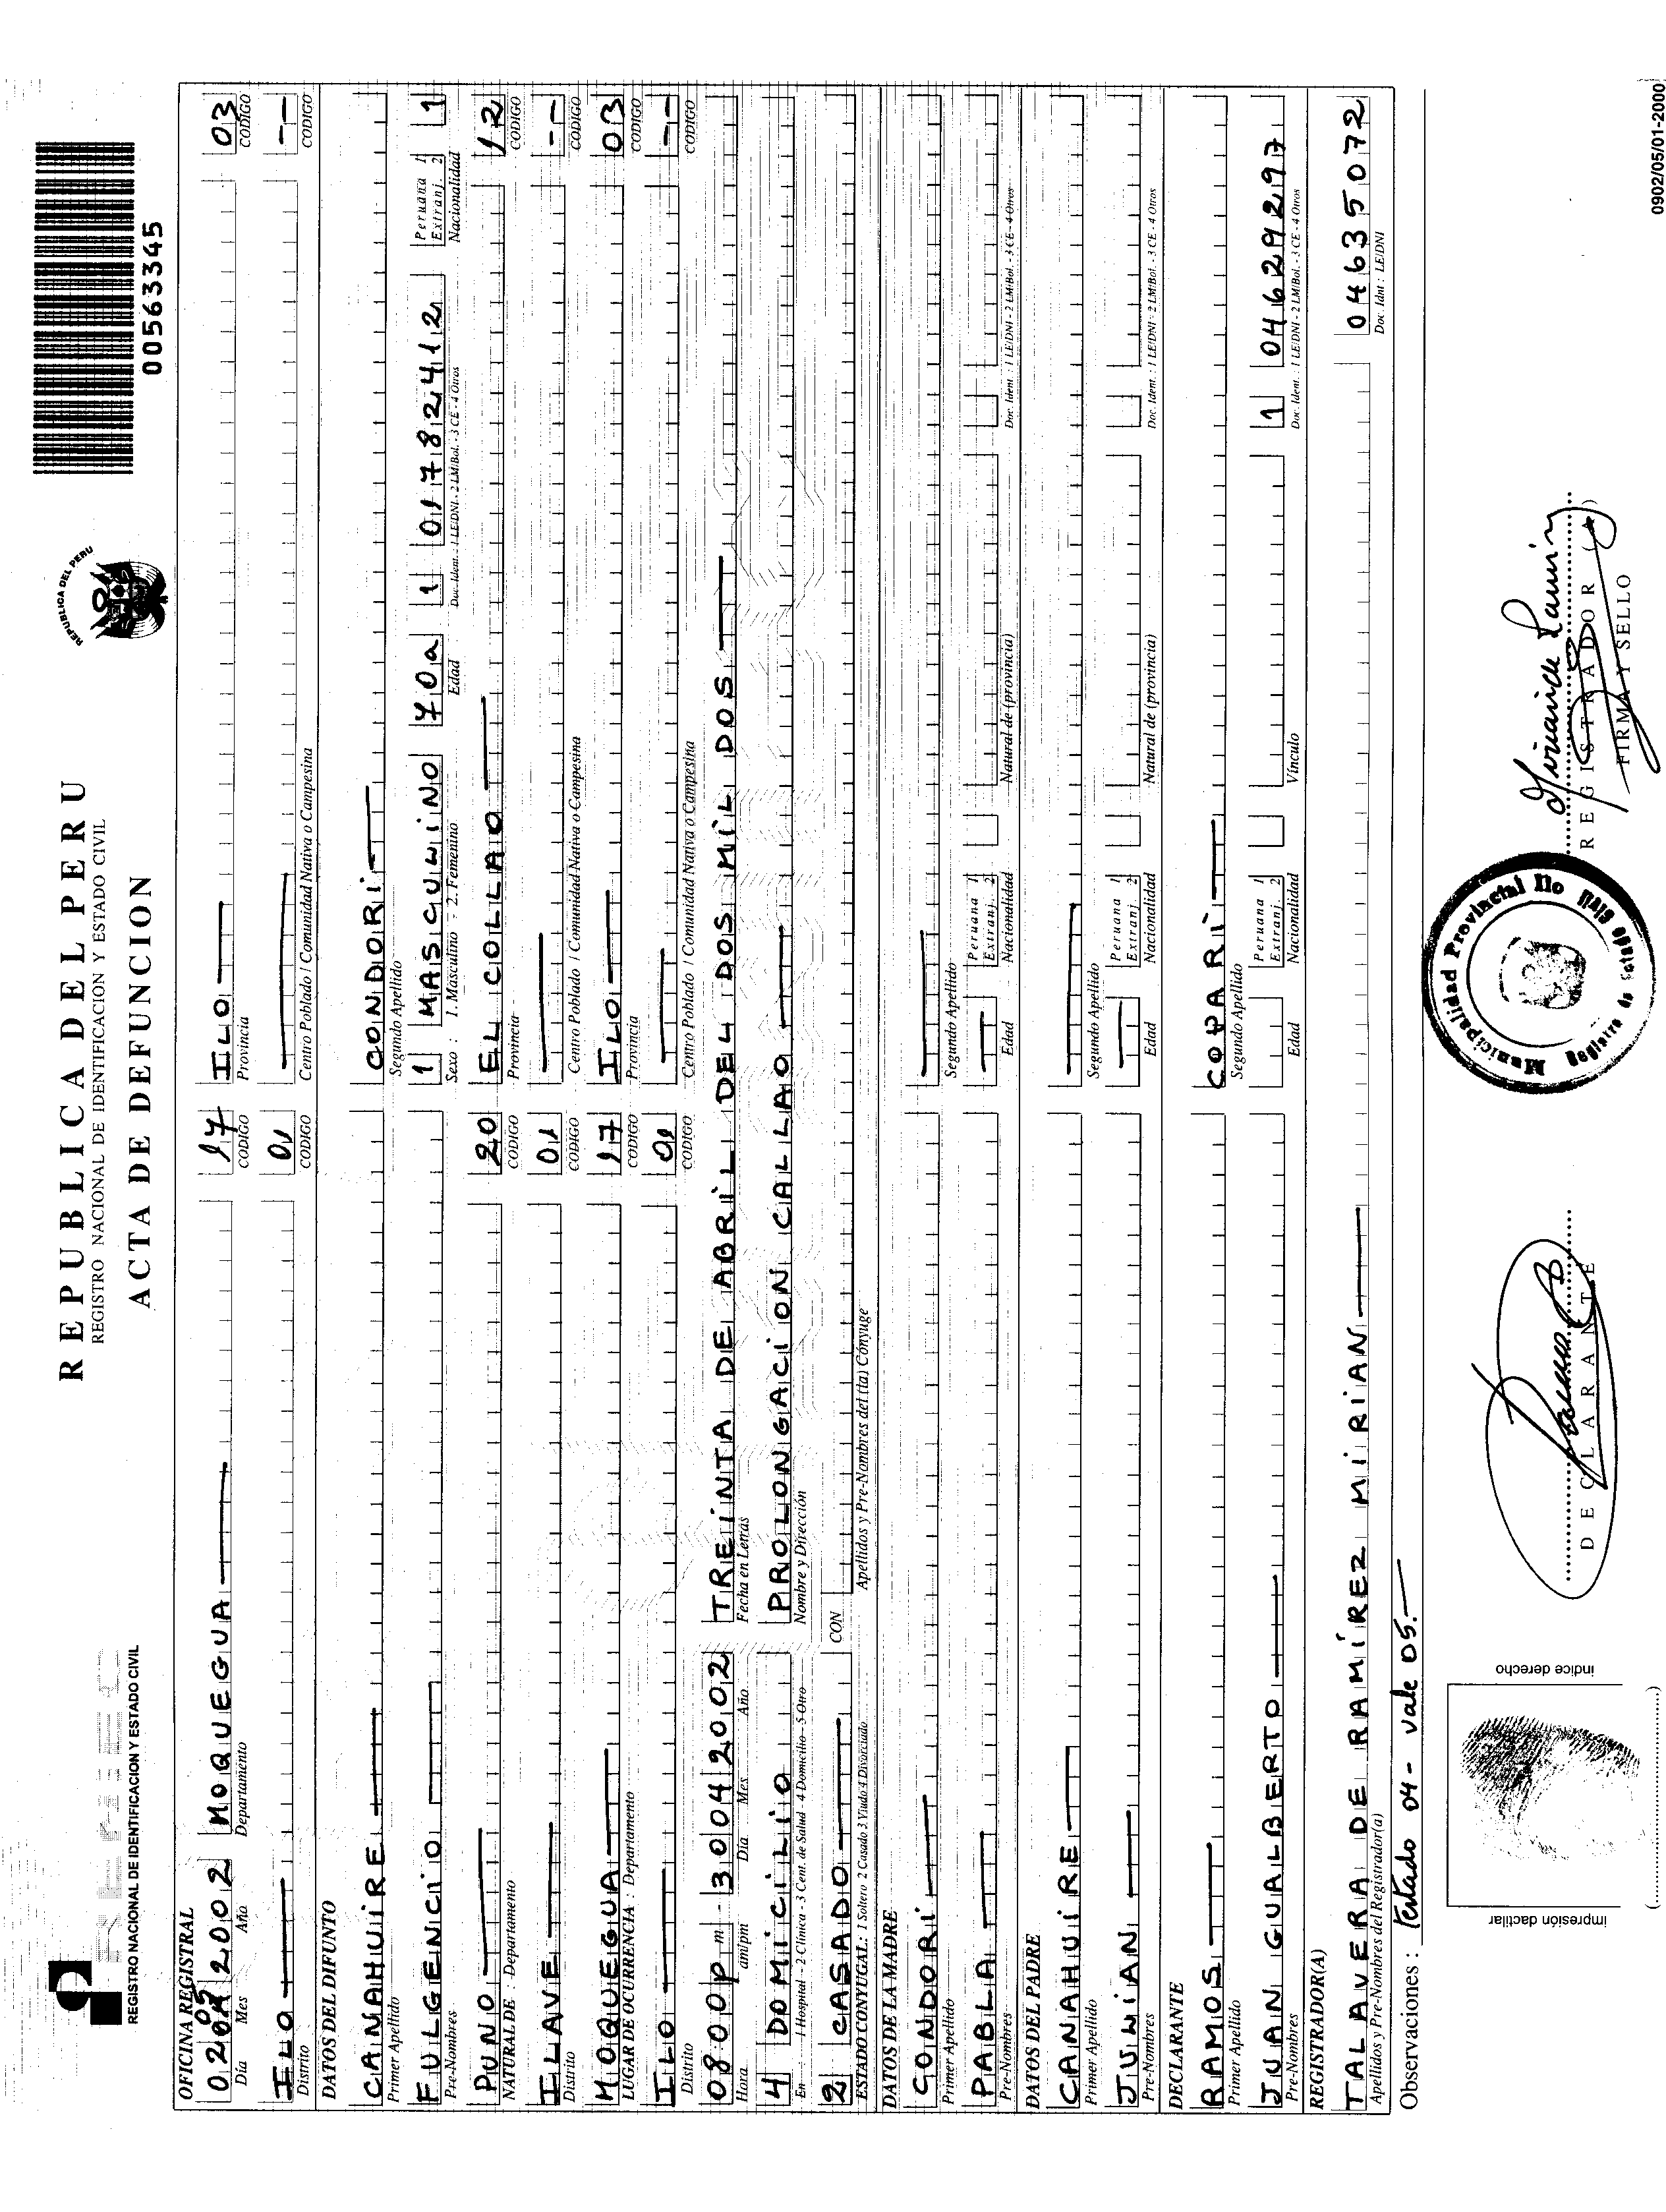 REPUBLICA DEL PERU
REGISTRO NACIONAL DE IDENTIFICACION Y ESTADO CIVIL
ACTA DE DEFUNCION
REGISTRO NACIONAL DE IDENTIFICACION Y ESTADO CIVIL
REPUBLICA DEL PERU
00563345
OFICINA REGISTRAL
02 05 2002 MOQUEGUA 17 ILO 03
Día Mes Año Departamento CODIGO Provincia CODIGO
ILO 01 --
Distrito CODIGO Centro Poblado / Comunidad Nativa o Campesina CODIGO
DATOS DEL DIFUNTO
CANAHUIRE CONDORI
Primer Apellido Segundo Apellido
FULGENCIO 1 MASCULINO 70a 1 01782412 Peruana 1 Extranj. 2 1
Pre-Nombres Sexo : 1. Masculino - 2. Femenino Edad Doc. Ident. : 1 LE/DNI - 2 LM/Bol. - 3 CE - 4 Otros Nacionalidad
PUNO 20 EL COLLAO 12
NATURAL DE - Departamento CODIGO Provincia CODIGO
ILAVE 01 --
Distrito CODIGO Centro Poblado / Comunidad Nativa o Campesina CODIGO
MOQUEGUA 17 ILO 03
LUGAR DE OCURRENCIA : Departamento CODIGO Provincia CODIGO
ILO 01 --
Distrito CODIGO Centro Poblado / Comunidad Nativa o Campesina CODIGO
08:00 pm 30 04 2002 TREINTA DE ABRIL DEL DOS MIL DOS
Hora am/pm Día Mes Año Fecha en Letras
4 DOMICILIO PROLONGACION CALLAO
En 1 Hospital - 2 Clínica - 3 Cent. de Salud - 4 Domicilio - 5 Otro Nombre y Dirección
2 CASADO CON
ESTADO CONYUGAL: 1 Soltero 2 Casado 3 Viudo 4 Divorciado Apellidos y Pre-Nombres del (la) Cónyuge
DATOS DE LA MADRE
CONDORI
Primer Apellido Segundo Apellido
PABLA Peruana 1 Extranj. 2
Pre-Nombres Edad Nacionalidad Natural de (provincia) Doc. Ident. : 1 LE/DNI - 2 LM/Bol. - 3 CE - 4 Otros
DATOS DEL PADRE
CANAHUIRE
Primer Apellido Segundo Apellido
JULIAN Peruana 1 Extranj. 2
Pre-Nombres Edad Nacionalidad Natural de (provincia) Doc. Ident. : 1 LE/DNI - 2 LM/Bol. - 3 CE - 4 Otros
DECLARANTE
RAMOS COPARI
Primer Apellido Segundo Apellido
JUAN GUALBERTO Peruana 1 Extranj. 2 1 04629297
Pre-Nombres Edad Nacionalidad Vínculo Doc. Ident. : 1 LE/DNI - 2 LM/Bol. - 3 CE - 4 Otros
REGISTRADOR(A)
TALAVERA DE RAMÍREZ MIRIAN 04635072
Apellidos y Pre-Nombres del Registrador(a) Doc. Idnt : LE/DNI
Observaciones : Entado 04 - vale 05.-
impresión dactilar
índice derecho
DECLARANTE
Municipalidad Provincial Ilo
Registro de Estado Civil
REGISTRADOR (A)
FIRMA Y SELLO
0902/05/01-2000